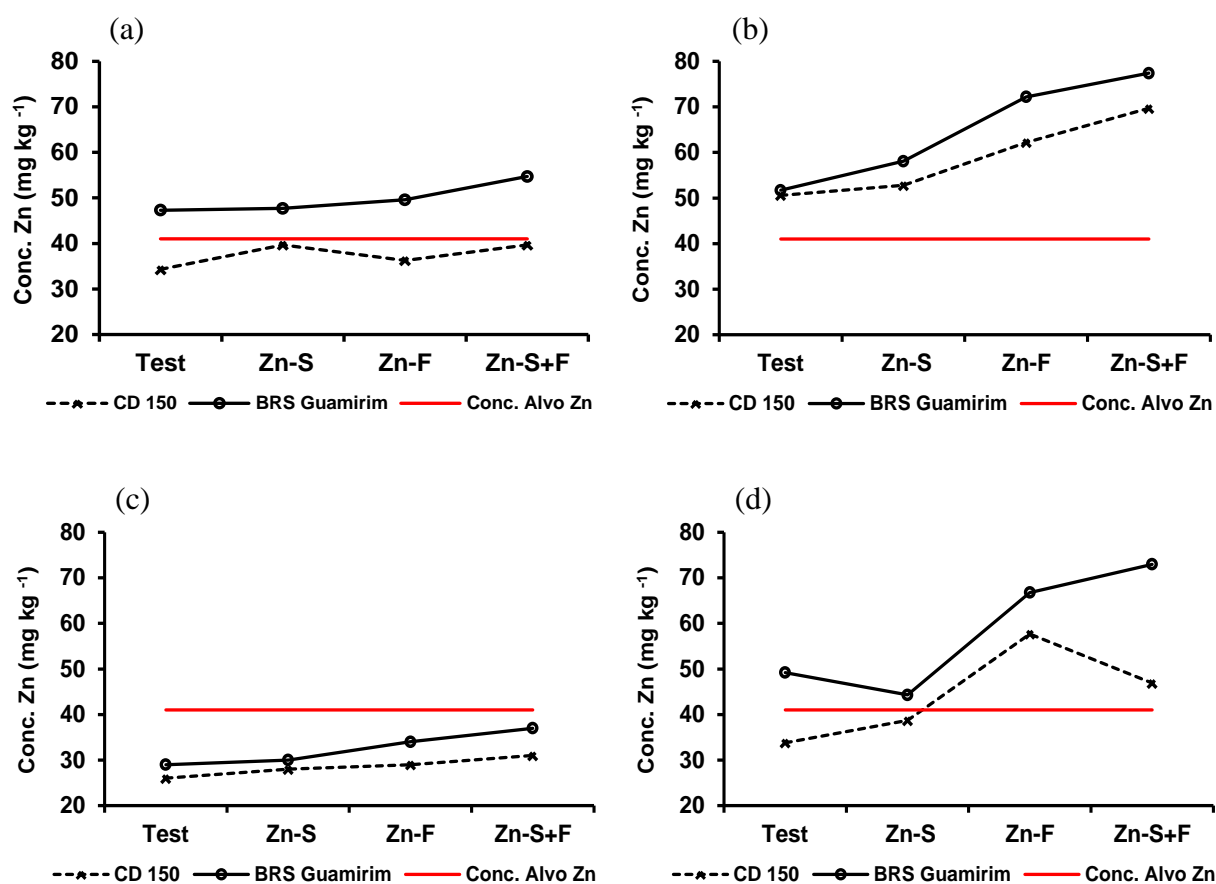 (a)
Conc. Zn (mg kg ⁻¹)
80
70
60
50
40
30
20
Test Zn-S Zn-F Zn-S+F
CD 150 BRS Guamirim Conc. Alvo Zn
(b)
Conc. Zn (mg kg ⁻¹)
80
70
60
50
40
30
20
Test Zn-S Zn-F Zn-S+F
CD 150 BRS Guamirim Conc. Alvo Zn
(c)
Conc. Zn (mg kg ⁻¹)
80
70
60
50
40
30
20
Test Zn-S Zn-F Zn-S+F
CD 150 BRS Guamirim Conc. Alvo Zn
(d)
Conc. Zn (mg kg ⁻¹)
80
70
60
50
40
30
20
Test Zn-S Zn-F Zn-S+F
CD 150 BRS Guamirim Conc. Alvo Zn